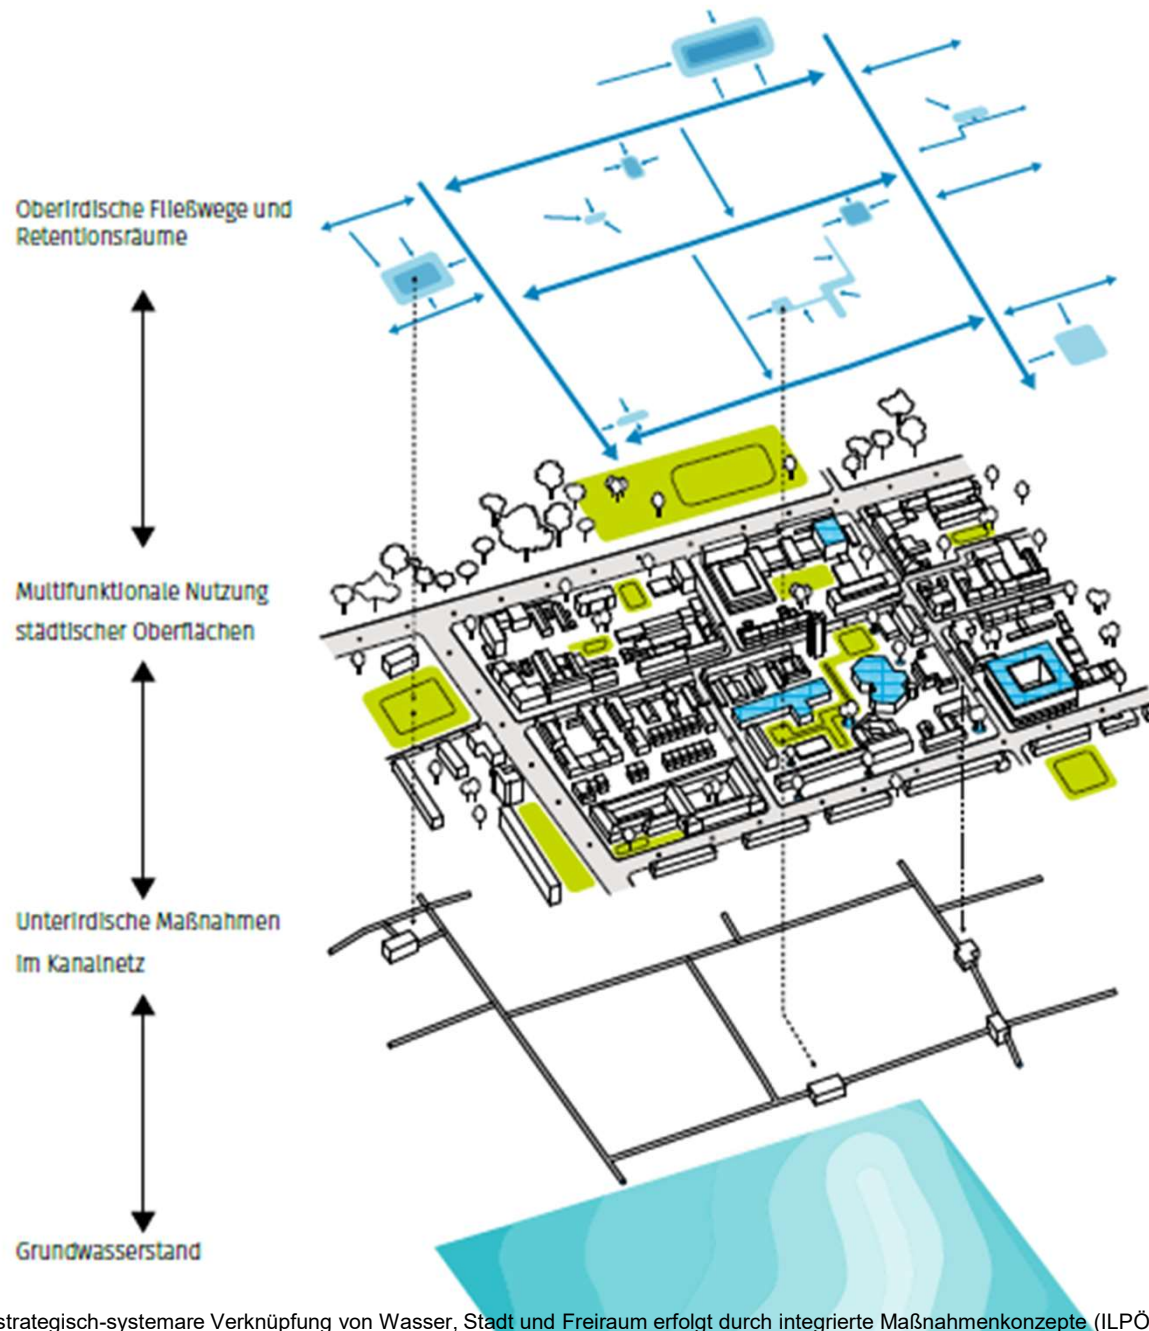 Oberirdische Fließwege und
Retentionsräume
Multifunktionale Nutzung
städtischer Oberflächen
Unterirdische Maßnahmen
im Kanalnetz
Grundwasserstand
strategisch-systemare Verknüpfung von Wasser, Stadt und Freiraum erfolgt durch integrierte Maßnahmenkonzepte (ILPÖ